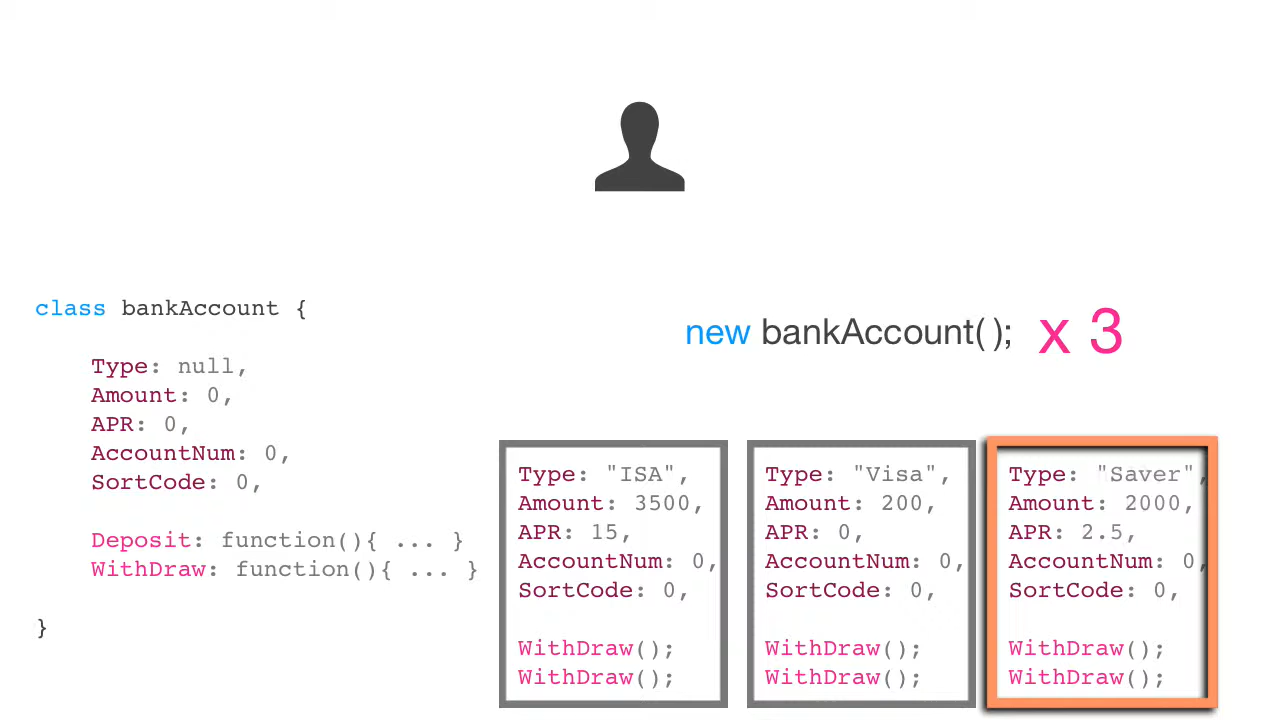 class bankAccount {
Type: null,
Amount: 0,
APR: 0,
AccountNum: 0,
SortCode: 0,
Deposit: function(){ ... }
WithDraw: function(){ ... }
}
new bankAccount(); x 3
Type: "ISA",
Amount: 3500,
APR: 15,
AccountNum: 0,
SortCode: 0,
WithDraw();
WithDraw();
Type: "Visa",
Amount: 200,
APR: 0,
AccountNum: 0,
SortCode: 0,
WithDraw();
WithDraw();
Type: "Saver",
Amount: 2000,
APR: 2.5,
AccountNum: 0,
SortCode: 0,
WithDraw();
WithDraw();